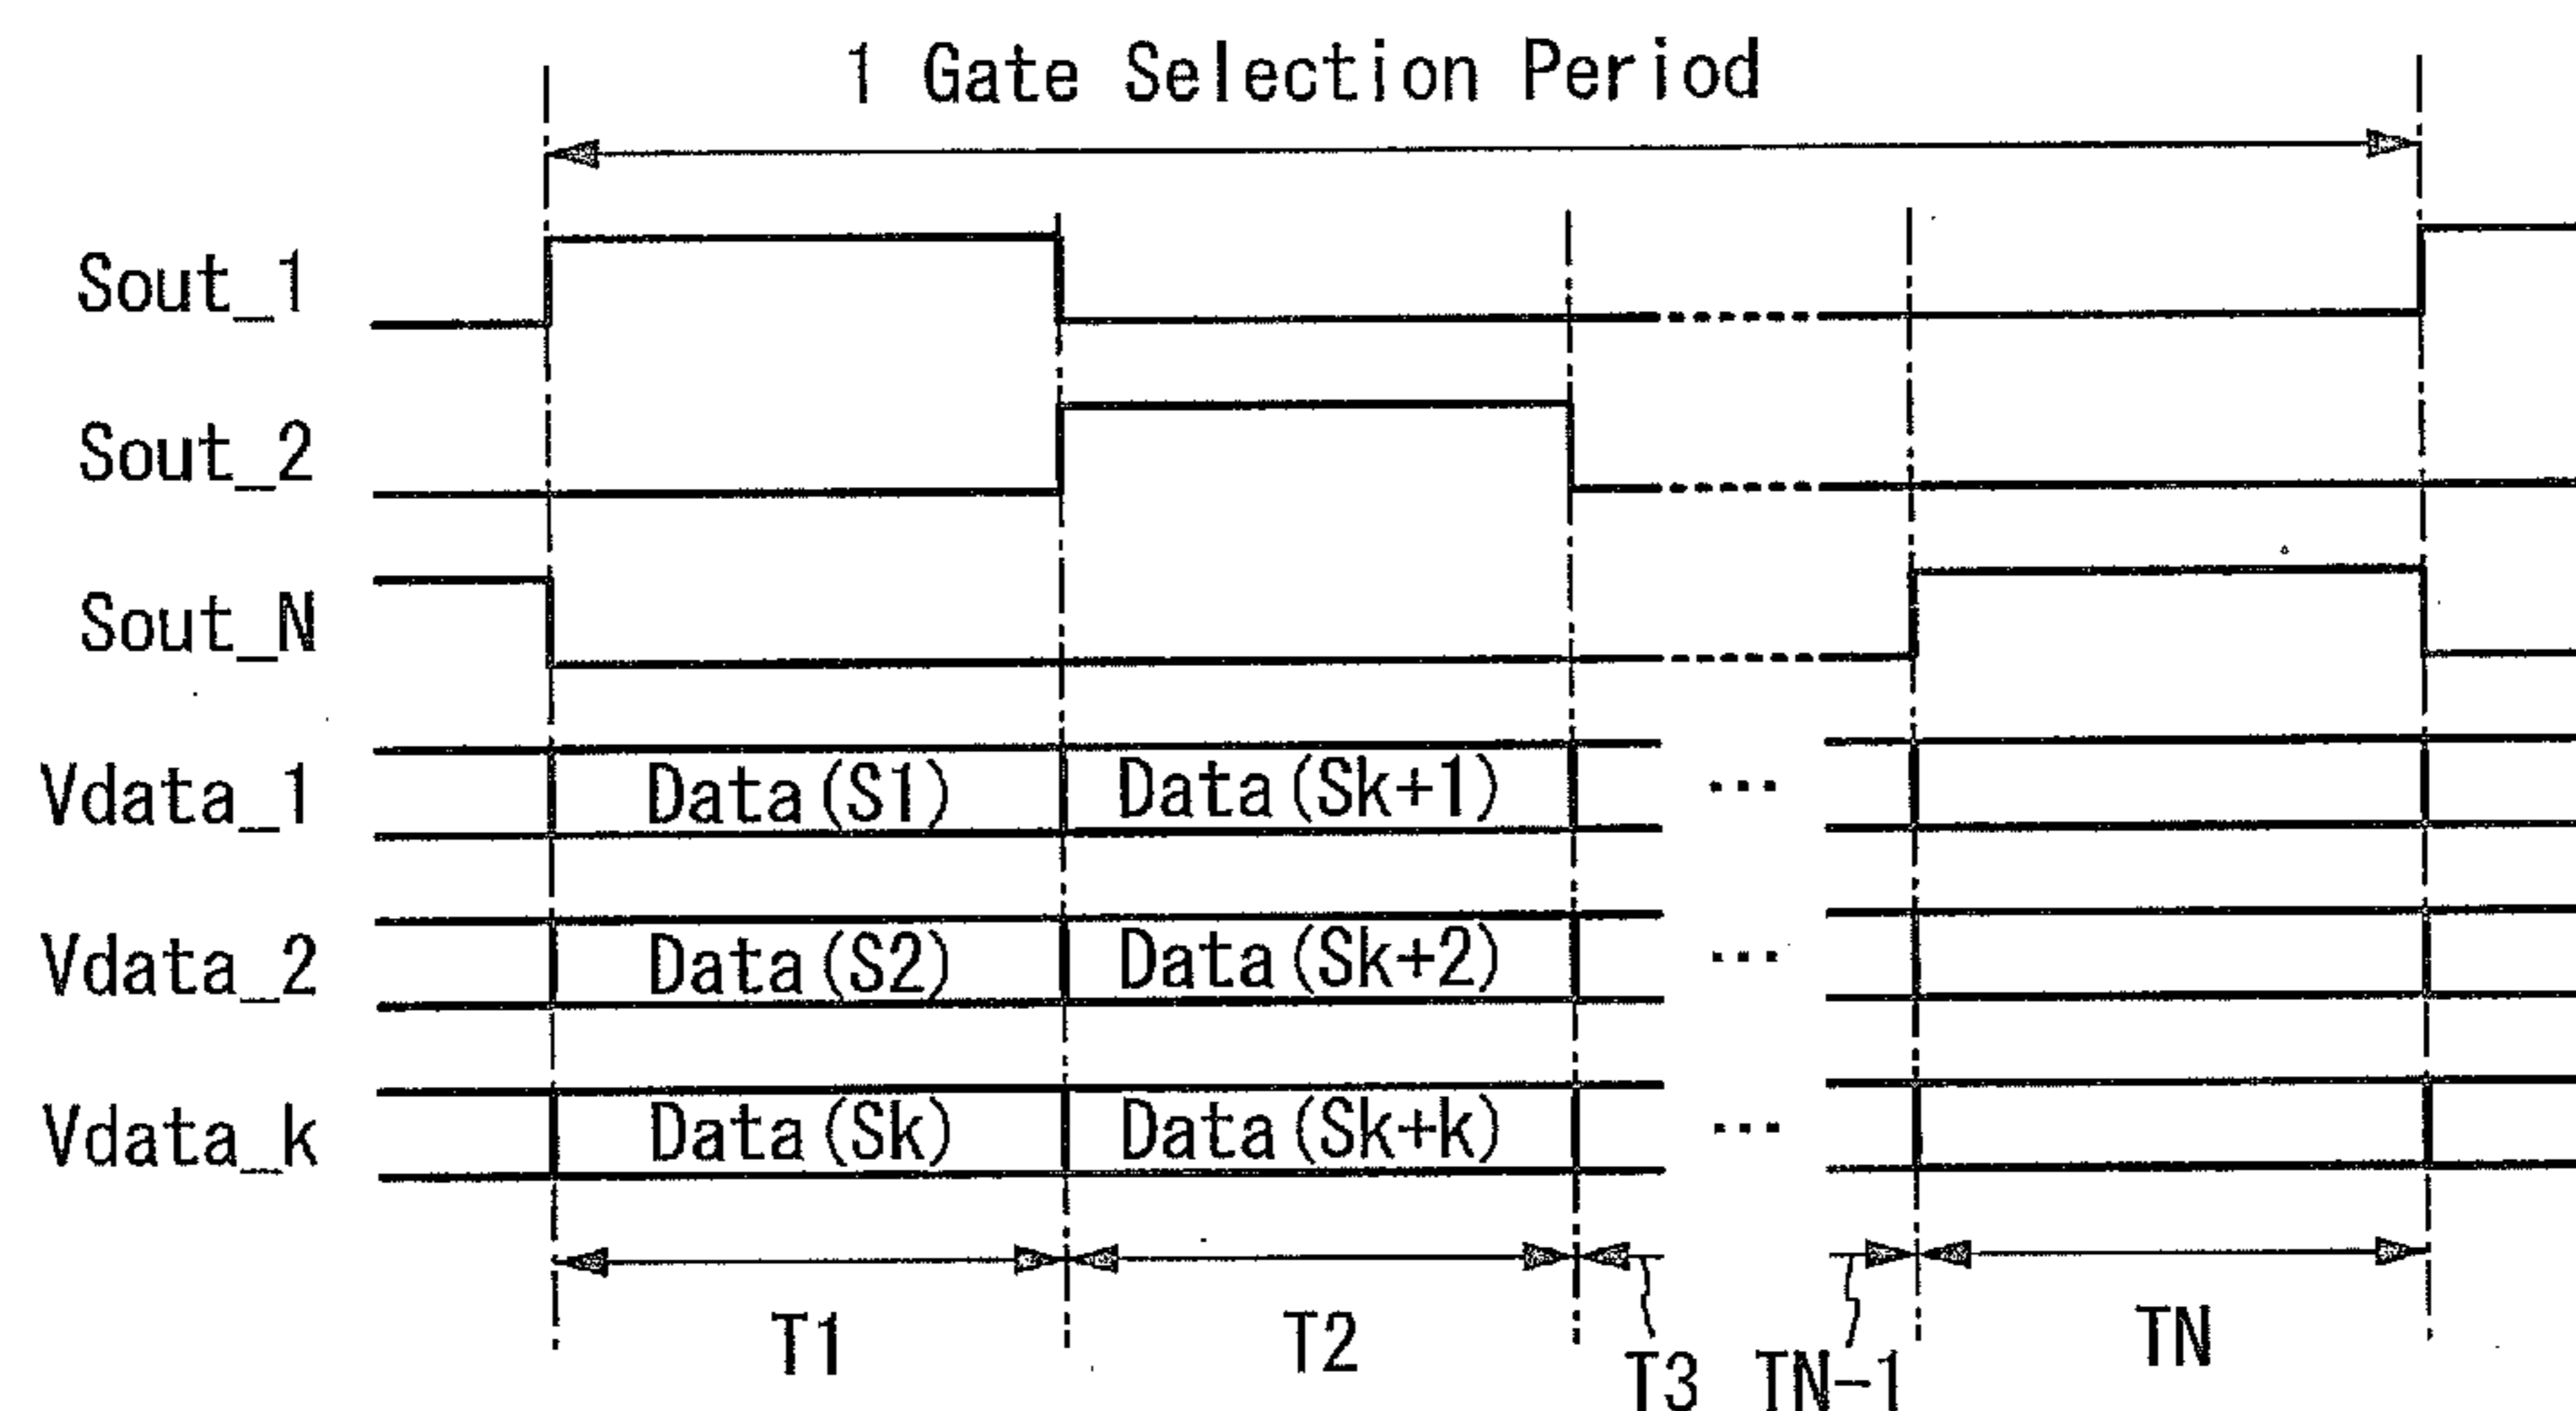 1 Gate Selection Period
Sout_1
Sout_2
Sout_N
Vdata_1 Data(S1) Data(Sk+1) ...
Vdata_2 Data(S2) Data(Sk+2) ...
Vdata_k Data(Sk) Data(Sk+k) ...
T1 T2 T3 TN-1 TN